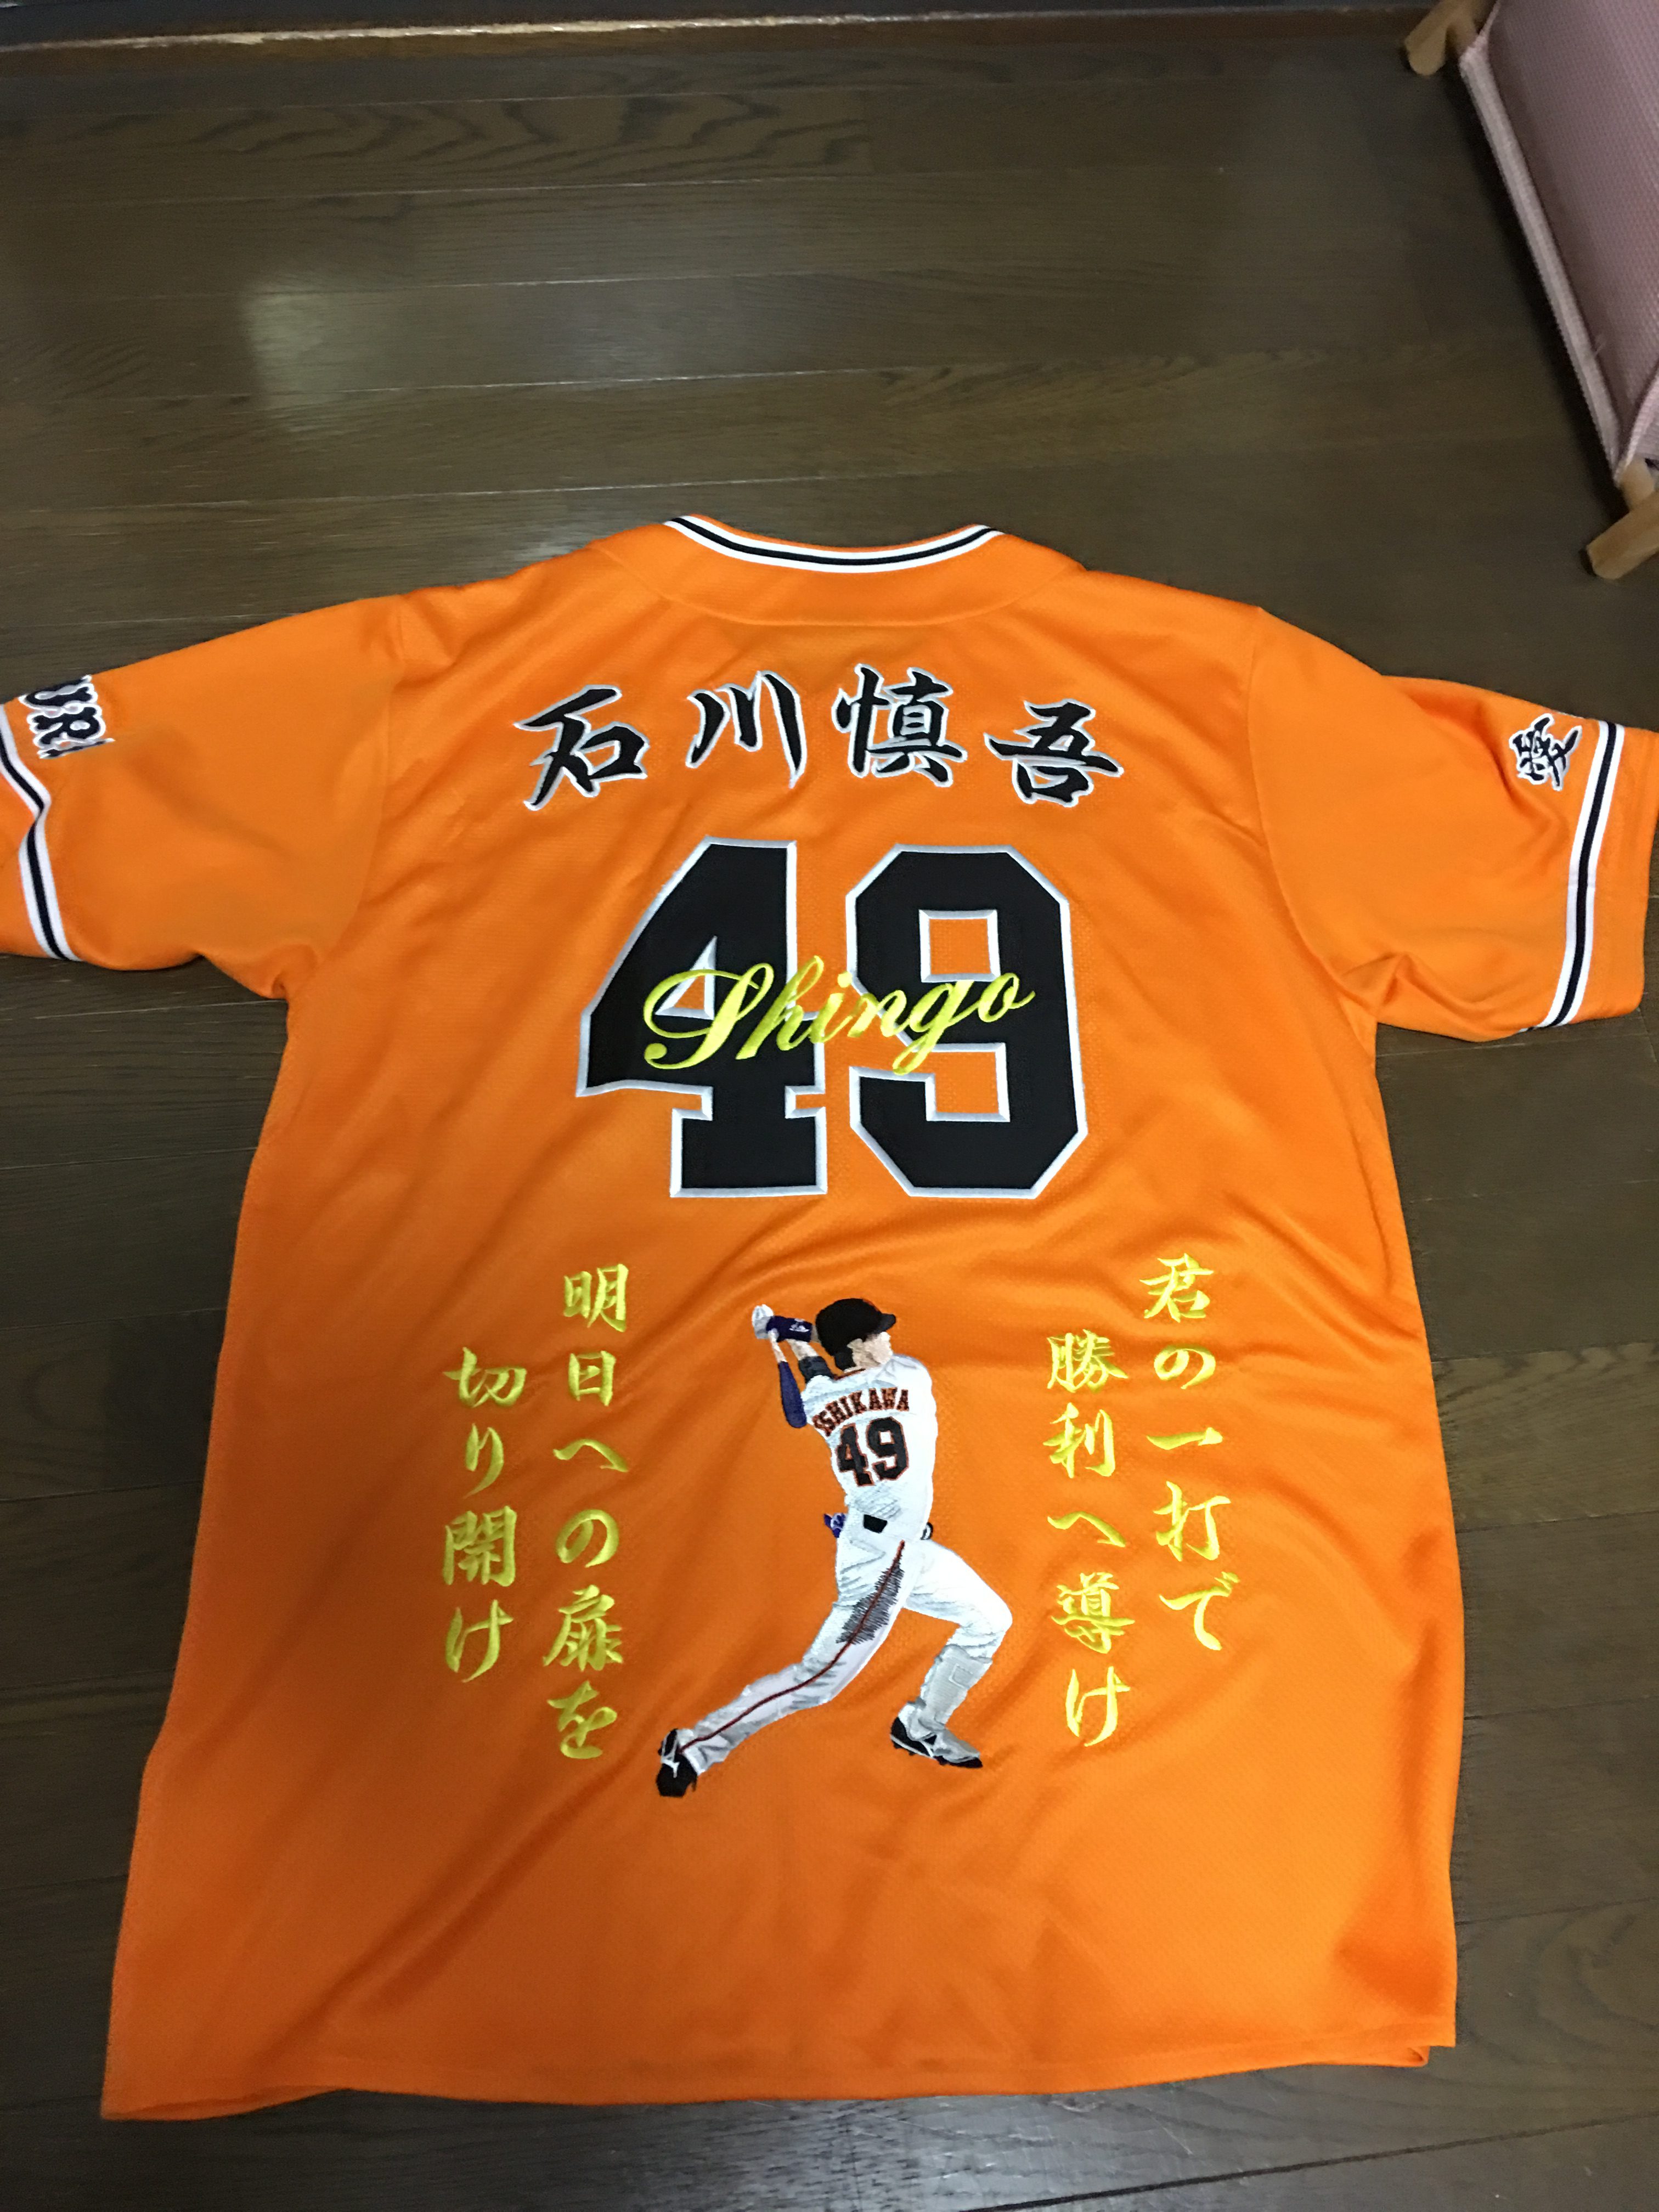 石川慎吾
愛
49
Shingo
君の一打で
勝利へ導け
明日への扉を
切り開け
ISHIKAWA
49